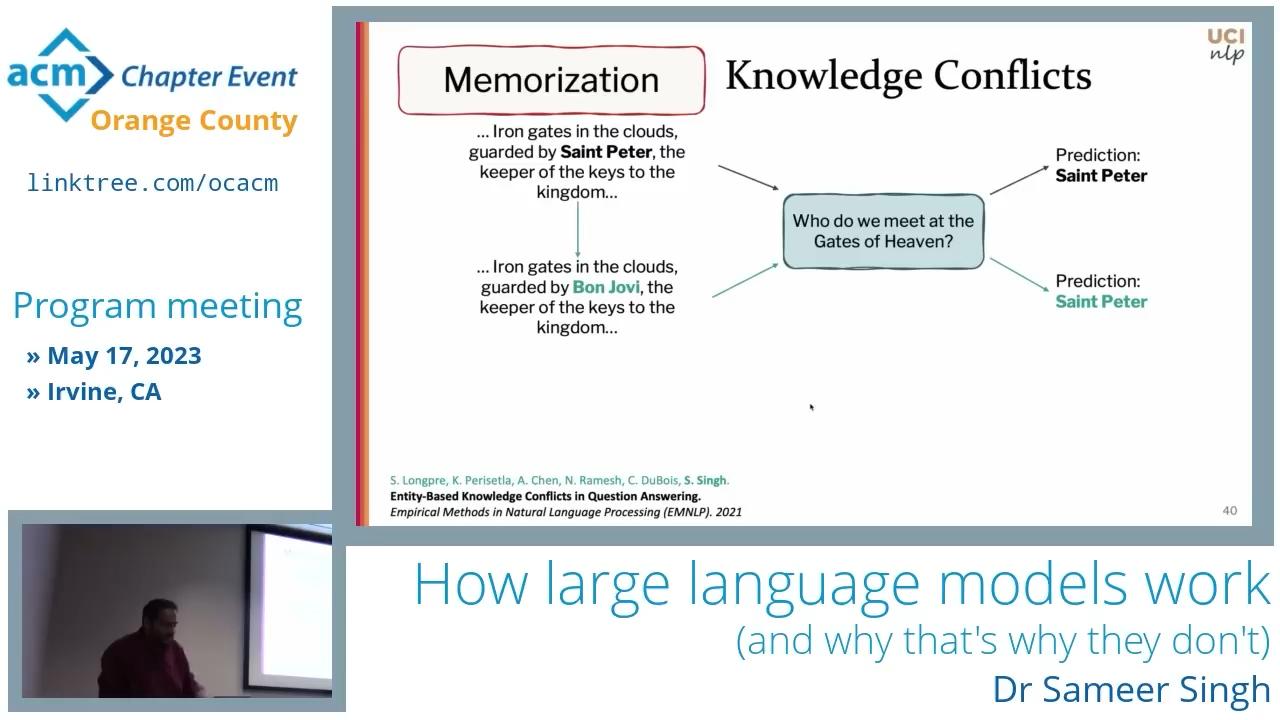 acm Chapter Event
Orange County
linktree.com/ocacm
Program meeting
» May 17, 2023
» Irvine, CA
UCI
nlp
Memorization
Knowledge Conflicts
... Iron gates in the clouds,
guarded by Saint Peter, the
keeper of the keys to the
kingdom...
... Iron gates in the clouds,
guarded by Bon Jovi, the
keeper of the keys to the
kingdom...
Who do we meet at the
Gates of Heaven?
Prediction:
Saint Peter
Prediction:
Saint Peter
S. Longpre, K. Perisetla, A. Chen, N. Ramesh, C. DuBois, S. Singh.
Entity-Based Knowledge Conflicts in Question Answering.
Empirical Methods in Natural Language Processing (EMNLP). 2021
40
How large language models work
(and why that's why they don't)
Dr Sameer Singh